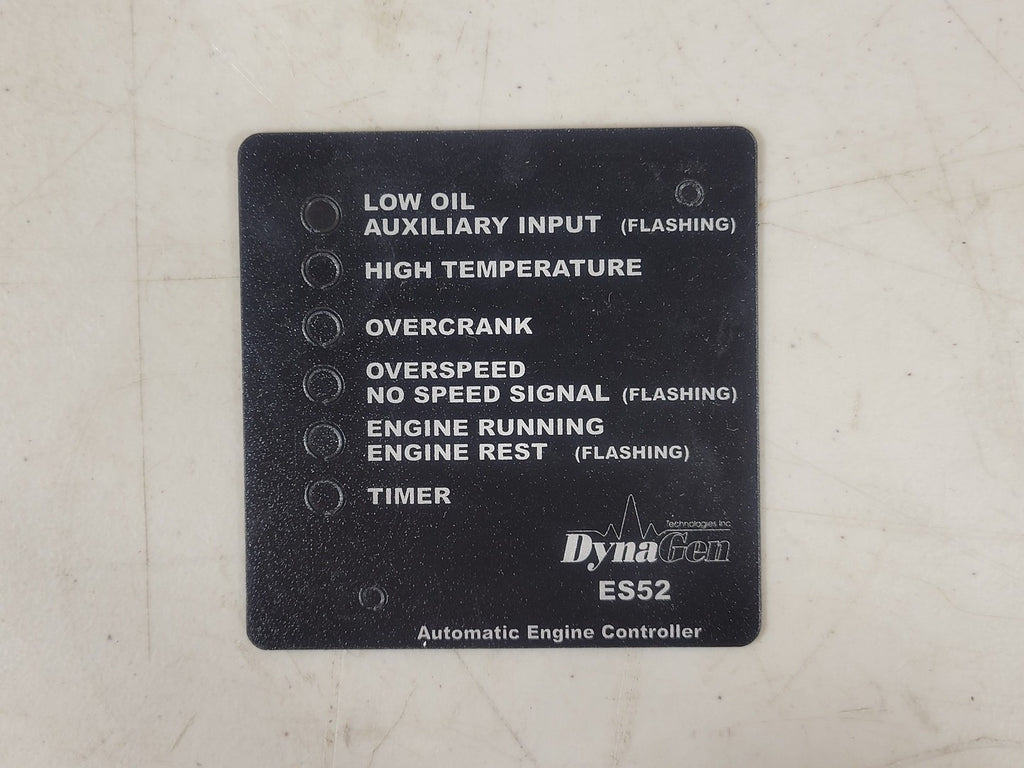 LOW OIL
AUXILIARY INPUT (FLASHING)
HIGH TEMPERATURE
OVERCRANK
OVERSPEED
NO SPEED SIGNAL (FLASHING)
ENGINE RUNNING
ENGINE REST (FLASHING)
TIMER
Technologies Inc
DynaGen
ES52
Automatic Engine Controller